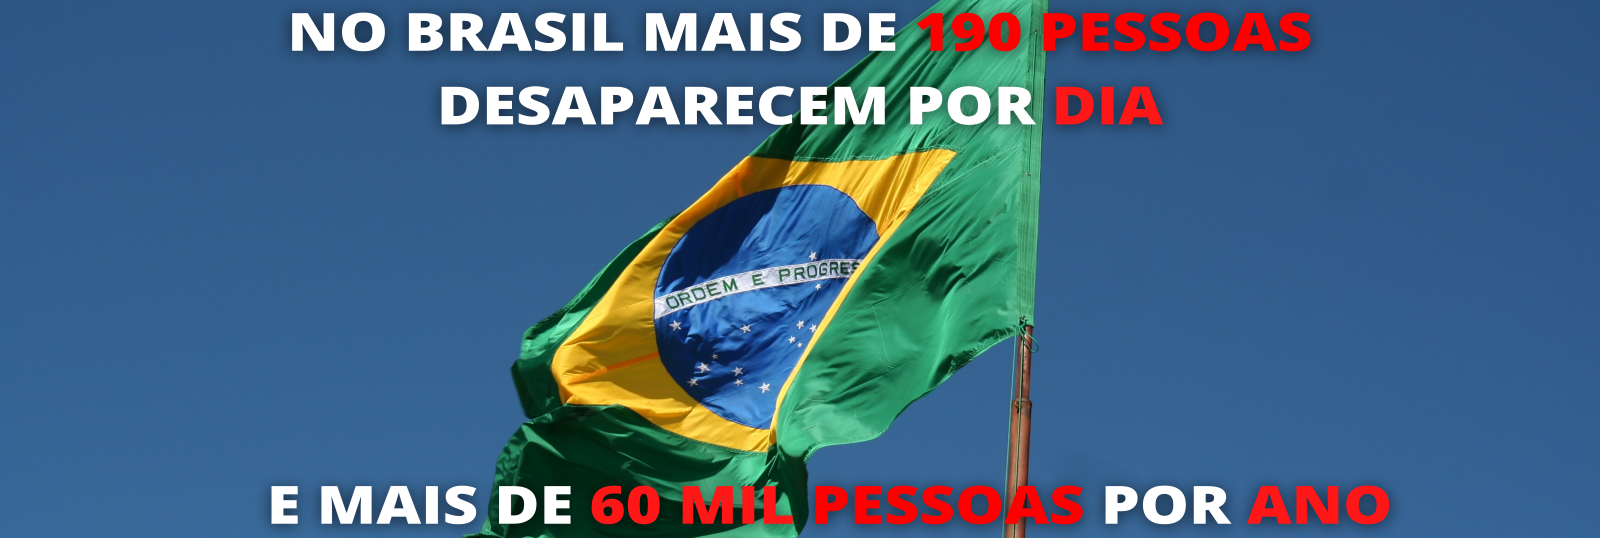 NO BRASIL MAIS DE 190 PESSOAS
DESAPARECEM POR DIA
ORDEM E PROGRES
E MAIS DE 60 MIL PESSOAS POR ANO